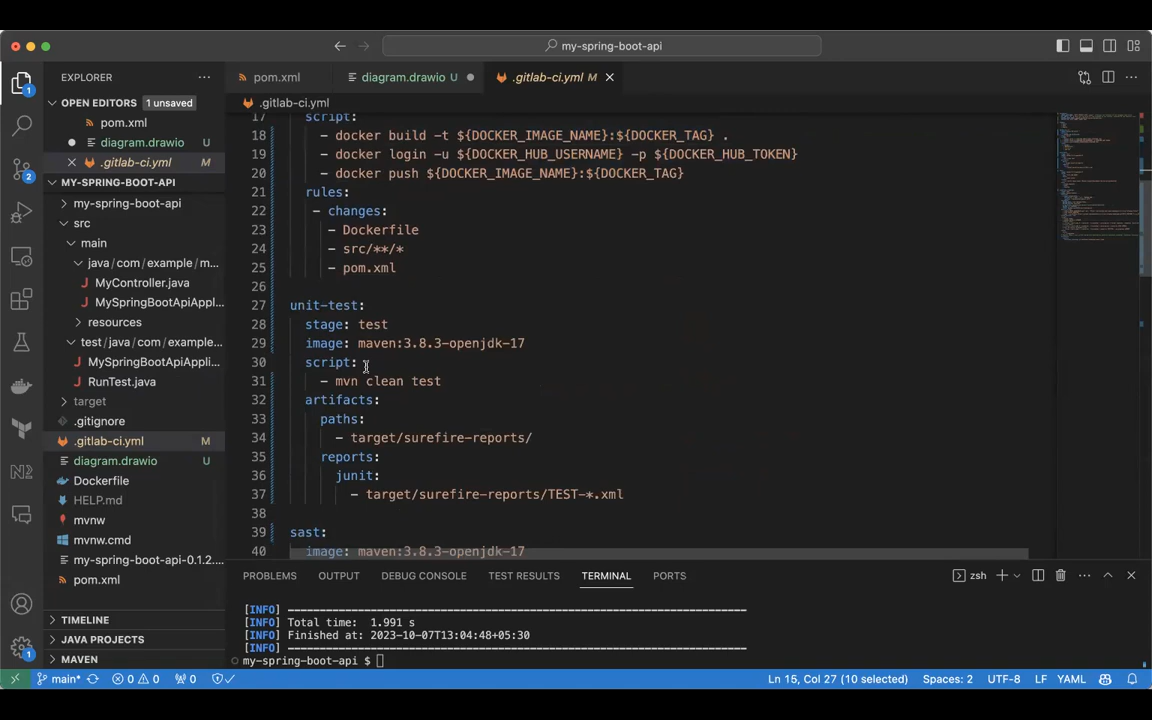 my-spring-boot-api
EXPLORER
pom.xml
diagram.drawio U
.gitlab-ci.yml M
OPEN EDITORS 1 unsaved
pom.xml
diagram.drawio U
.gitlab-ci.yml M
MY-SPRING-BOOT-API
my-spring-boot-api
src
main
java/com/example/m...
MyController.java
MySpringBootApiAppl...
resources
test/java/com/example...
MySpringBootApiAppli...
RunTest.java
target
.gitignore
.gitlab-ci.yml M
diagram.drawio U
Dockerfile
HELP.md
mvnw
mvnw.cmd
my-spring-boot-api-0.1.2....
pom.xml
TIMELINE
JAVA PROJECTS
MAVEN
.gitlab-ci.yml
17 script:
18 - docker build -t ${DOCKER_IMAGE_NAME}:${DOCKER_TAG} .
19 - docker login -u ${DOCKER_HUB_USERNAME} -p ${DOCKER_HUB_TOKEN}
20 - docker push ${DOCKER_IMAGE_NAME}:${DOCKER_TAG}
21 rules:
22 - changes:
23 - Dockerfile
24 - src/**/*
25 - pom.xml
26
27 unit-test:
28 stage: test
29 image: maven:3.8.3-openjdk-17
30 script:
31 - mvn clean test
32 artifacts:
33 paths:
34 - target/surefire-reports/
35 reports:
36 junit:
37 - target/surefire-reports/TEST-*.xml
38
39 sast:
40 image: maven:3.8.3-openjdk-17
PROBLEMS OUTPUT DEBUG CONSOLE TEST RESULTS TERMINAL PORTS
zsh
[INFO] ------------------------------------------------------------------------
[INFO] Total time: 1.991 s
[INFO] Finished at: 2023-10-07T13:04:48+05:30
[INFO] ------------------------------------------------------------------------
my-spring-boot-api $
1
2
N2
1
main* 0 0 0 Ln 15, Col 27 (10 selected) Spaces: 2 UTF-8 LF YAML